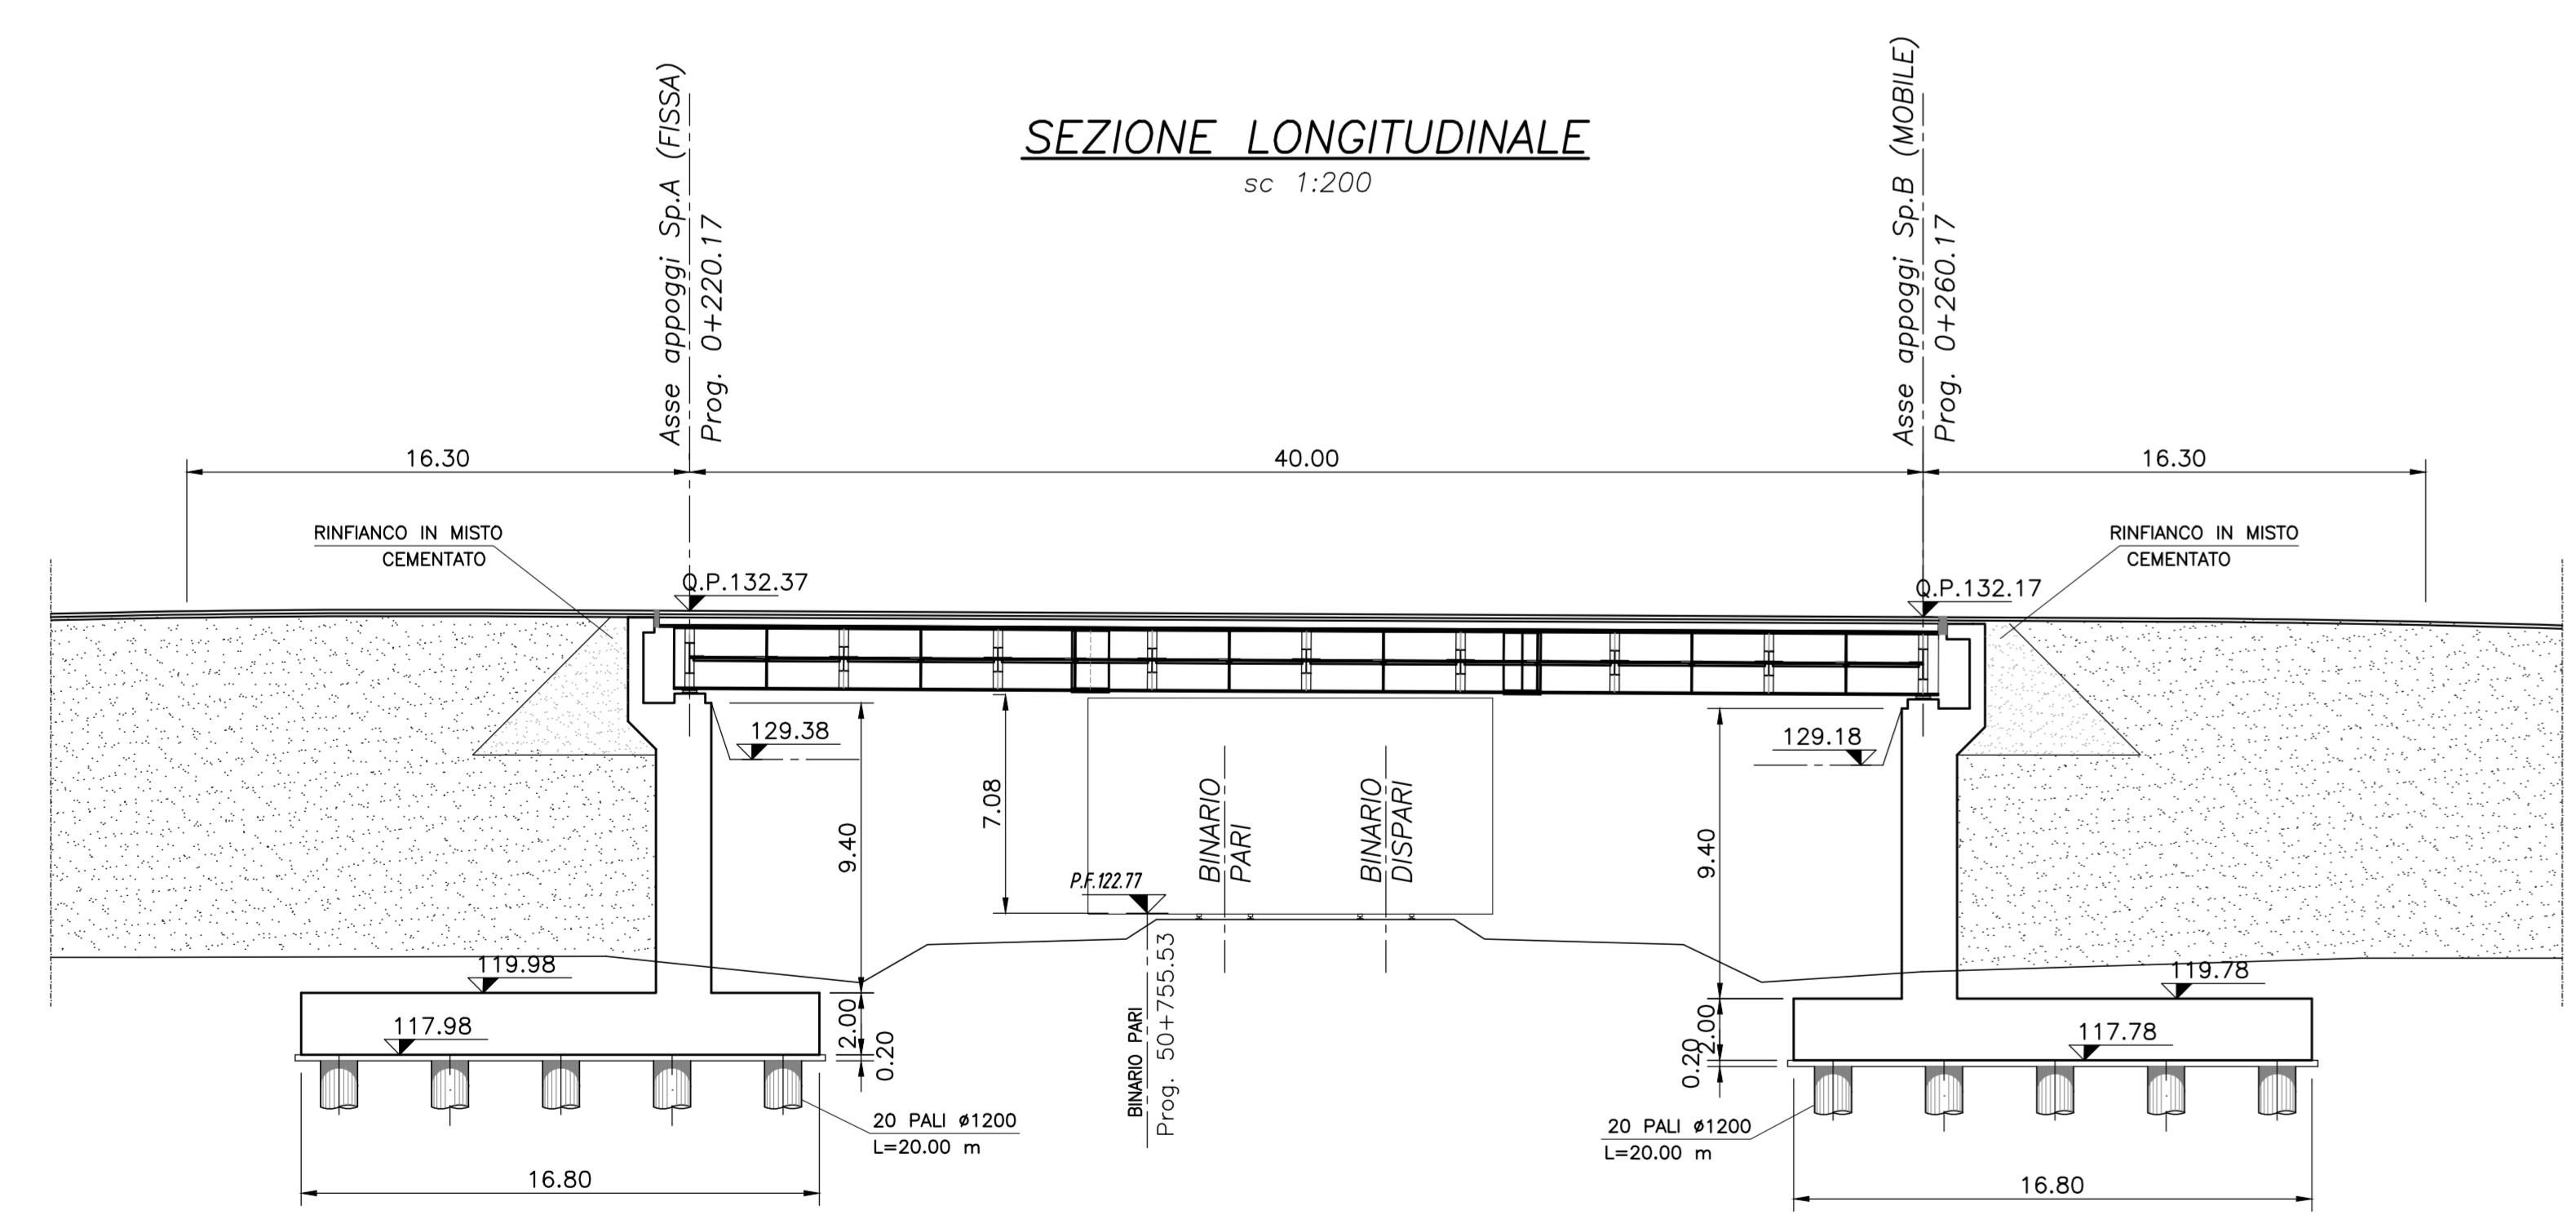 SEZIONE LONGITUDINALE
sc 1:200
Asse appoggi Sp.A (FISSA)
Prog. 0+220.17
Asse appoggi Sp.B (MOBILE)
Prog. 0+260.17
16.30
40.00
16.30
RINFIANCO IN MISTO
CEMENTATO
RINFIANCO IN MISTO
CEMENTATO
Q.P.132.37
Q.P.132.17
129.38
129.18
9.40
7.08
9.40
BINARIO
PARI
BINARIO
DISPARI
P.F.122.77
BINARIO PARI
Prog. 50+755.53
119.98
119.78
117.98
117.78
2.00
0.20
2.00
0.20
20 PALI ø1200
L=20.00 m
20 PALI ø1200
L=20.00 m
16.80
16.80